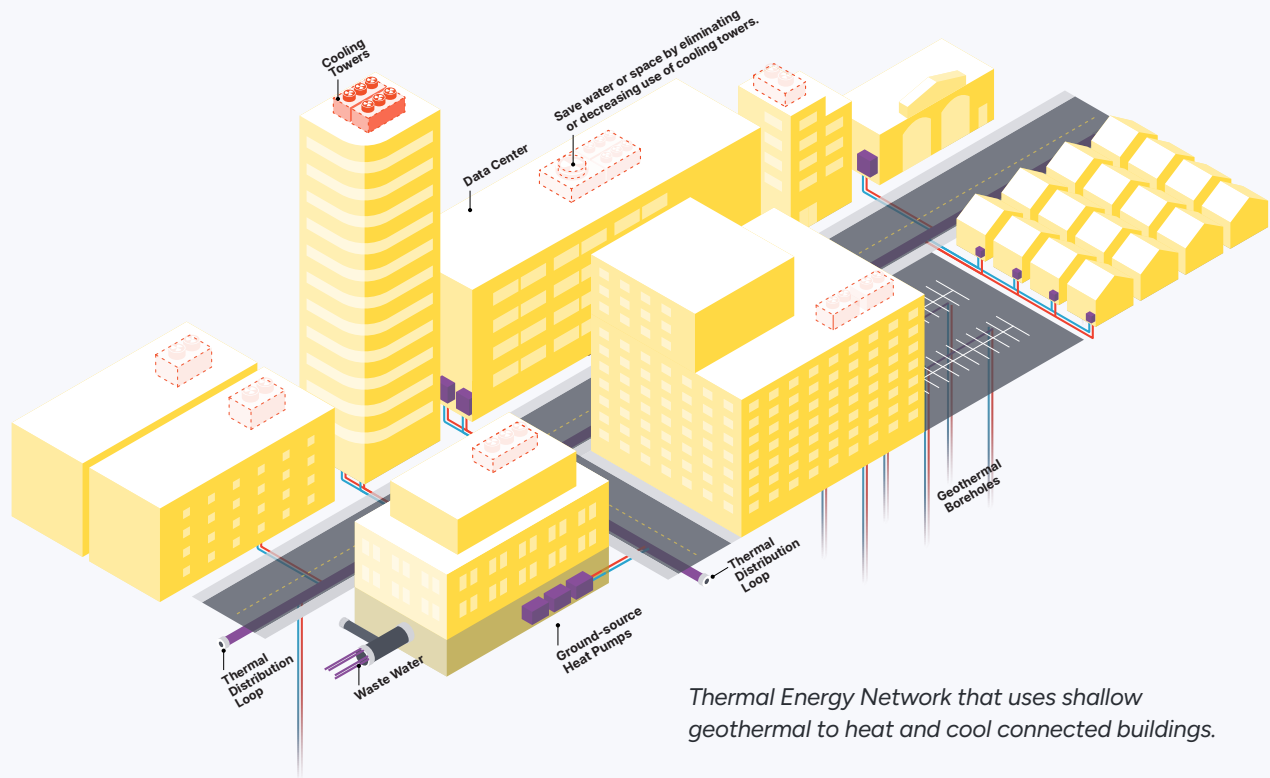 Cooling
Towers
Save water or space by eliminating
or decreasing use of cooling towers.
Data Center
Geothermal
Boreholes
Thermal
Distribution
Loop
Ground-source
Heat Pumps
Thermal
Distribution
Loop
Waste Water
Thermal Energy Network that uses shallow
geothermal to heat and cool connected buildings.